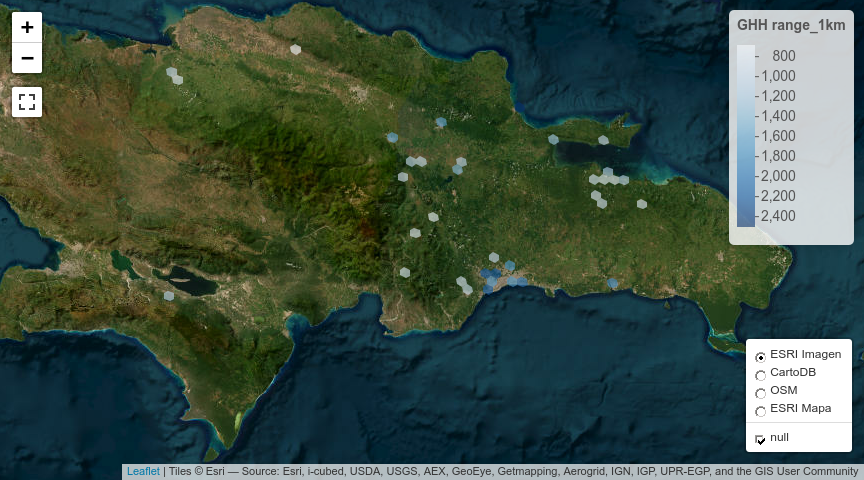 +
−
GHH range_1km
800
1,000
1,200
1,400
1,600
1,800
2,000
2,200
2,400
ESRI Imagen
CartoDB
OSM
ESRI Mapa
null
Leaflet | Tiles © Esri — Source: Esri, i-cubed, USDA, USGS, AEX, GeoEye, Getmapping, Aerogrid, IGN, IGP, UPR-EGP, and the GIS User Community